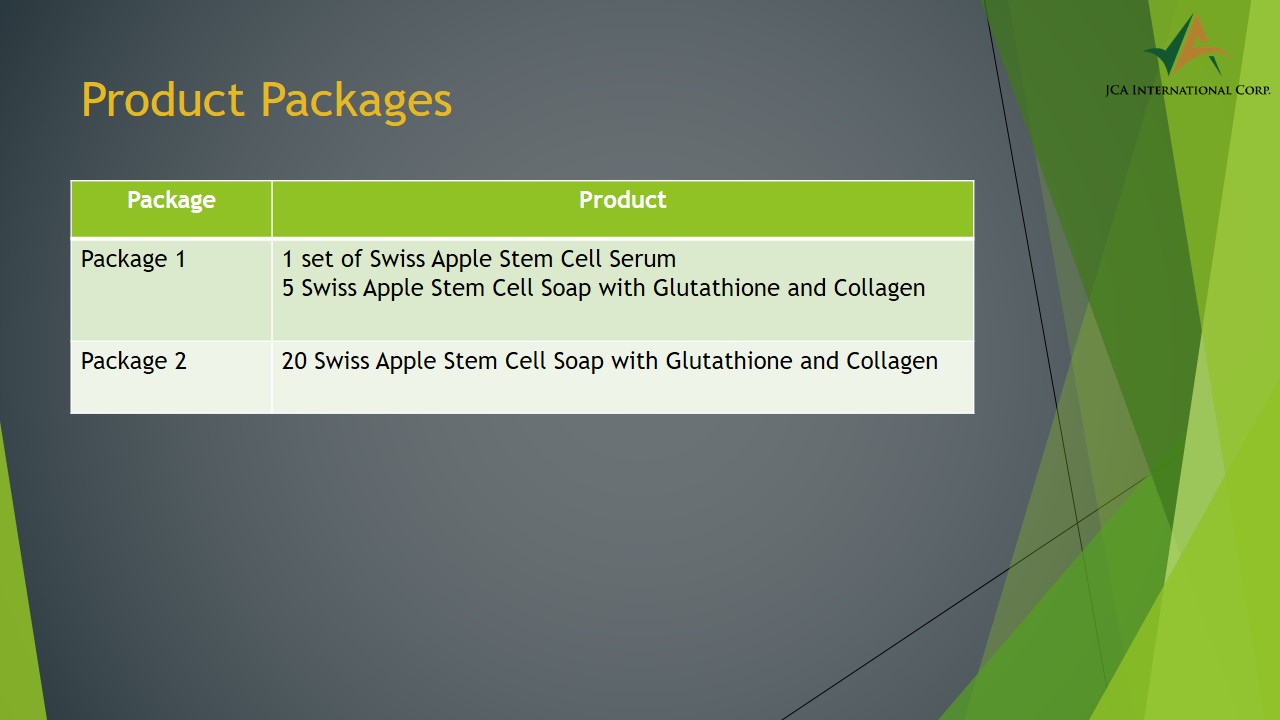 JCA INTERNATIONAL CORP.
Product Packages
Package Product
Package 1 1 set of Swiss Apple Stem Cell Serum
5 Swiss Apple Stem Cell Soap with Glutathione and Collagen
Package 2 20 Swiss Apple Stem Cell Soap with Glutathione and Collagen